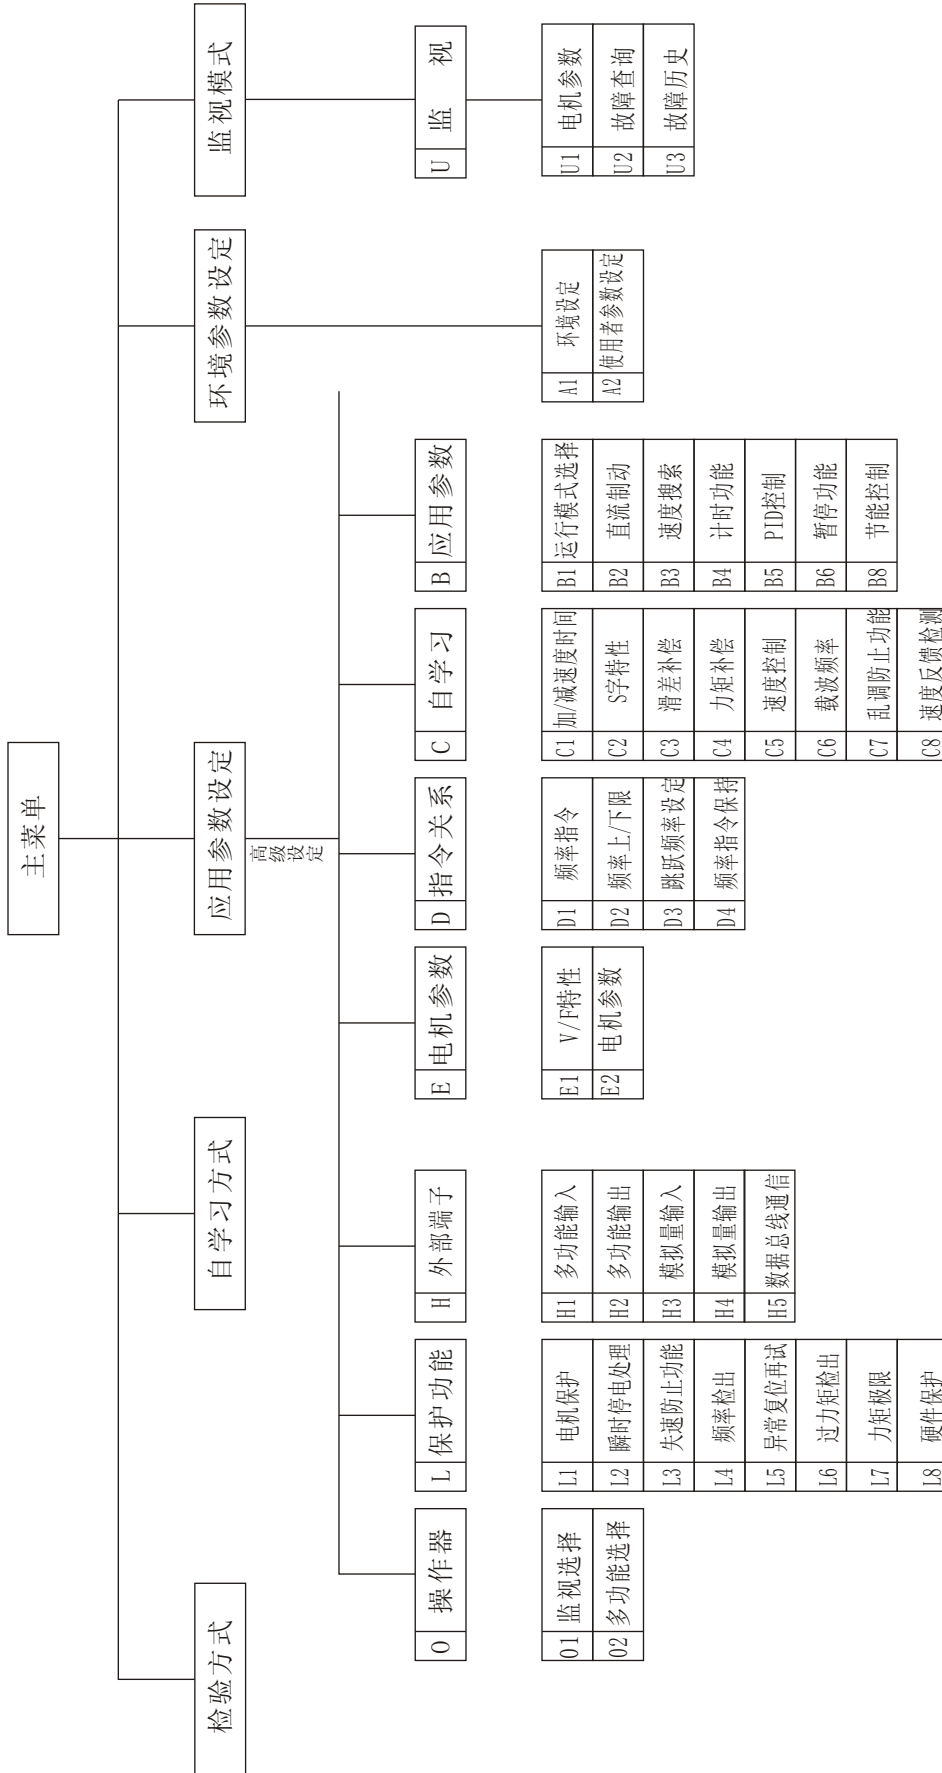 主菜单
监视模式
环境参数设定
应用参数设定
自学习方式
检验方式
高级
设定
U 监 视
B 应用参数
C 自学习
D 指令关系
E 电机参数
H 外部端子
L 保护功能
O 操作器
U1 电机参数
U2 故障查询
U3 故障历史
A1 环境设定
A2 使用者参数设定
B1 运行模式选择
B2 直流制动
B3 速度搜索
B4 计时功能
B5 PID控制
B6 暂停功能
B8 节能控制
C1 加/减速度时间
C2 S字特性
C3 滑差补偿
C4 力矩补偿
C5 速度控制
C6 载波频率
C7 乱调防止功能
C8 速度反馈检测
D1 频率指令
D2 频率上/下限
D3 跳跃频率设定
D4 频率指令保持
E1 V/F特性
E2 电机参数
H1 多功能输入
H2 多功能输出
H3 模拟量输入
H4 模拟量输出
H5 数据总线通信
L1 电机保护
L2 瞬时停电处理
L3 失速防止功能
L4 频率检出
L5 异常复位再试
L6 过力矩检出
L7 力矩极限
L8 硬件保护
O1 监视选择
O2 多功能选择